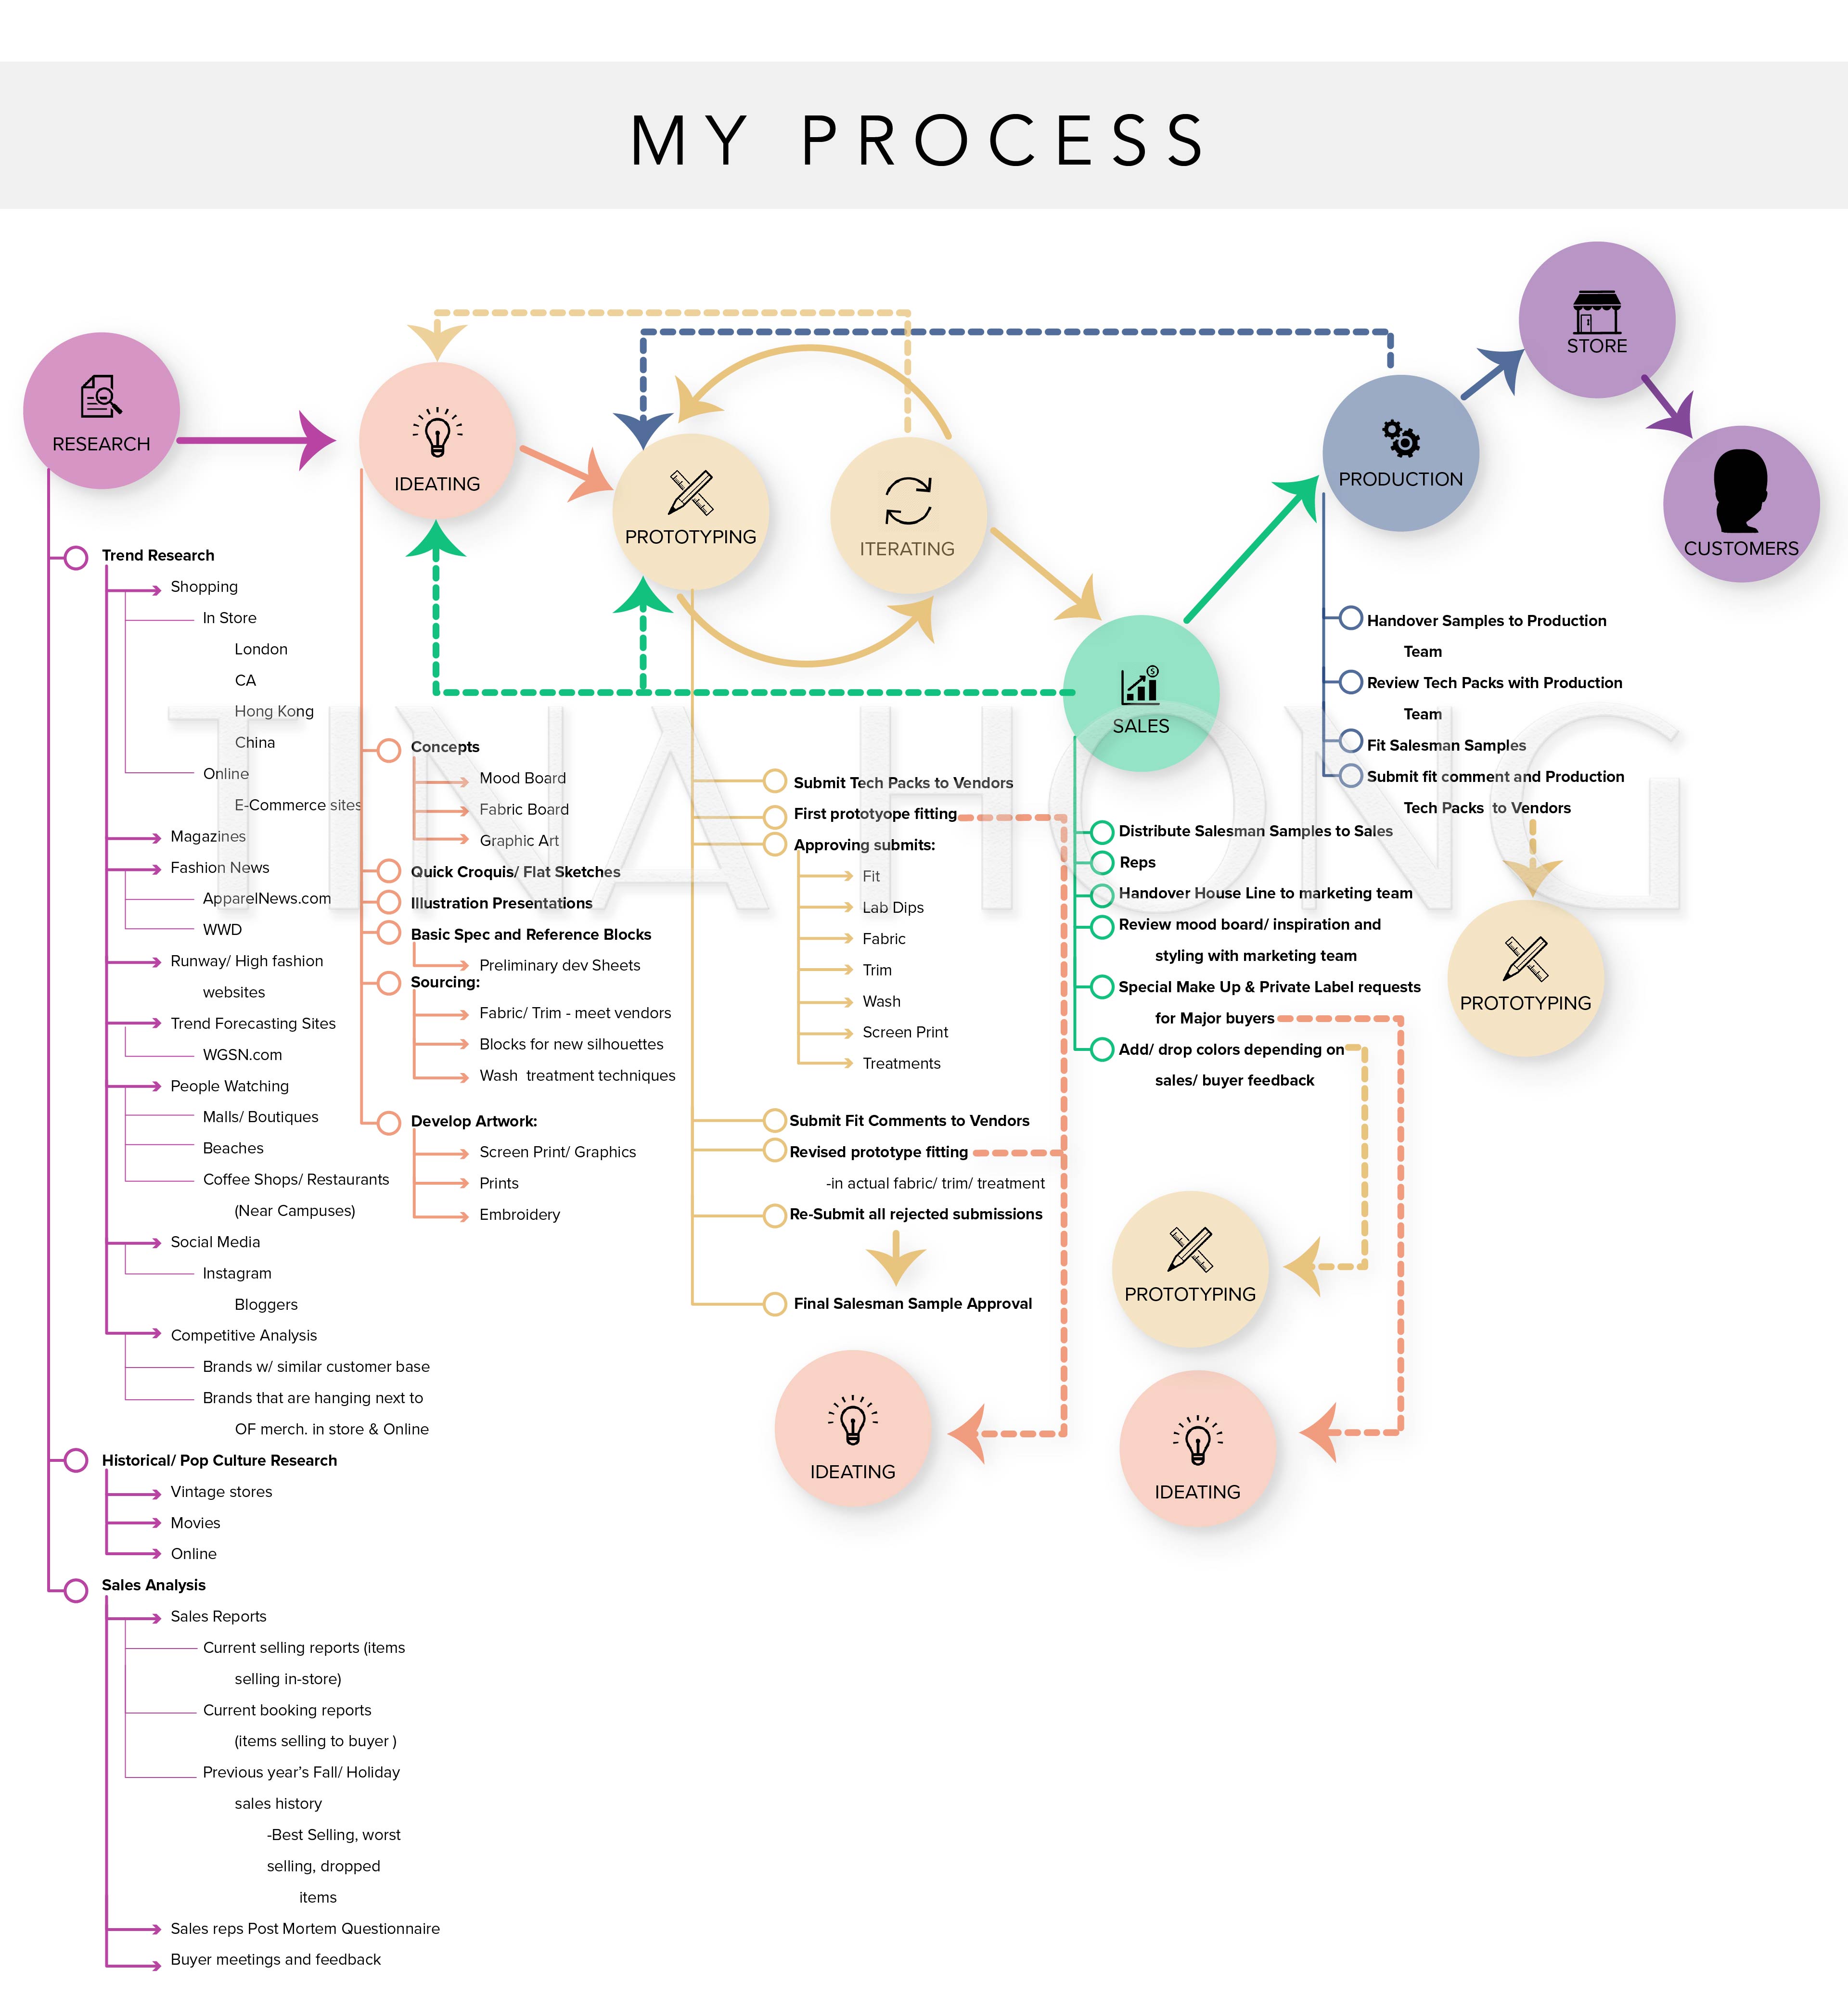 MY PROCESS
RESEARCH
IDEATING
PROTOTYPING
ITERATING
SALES
PRODUCTION
STORE
CUSTOMERS
TINA HONG
Trend Research
Shopping
In Store
London
CA
Hong Kong
China
Online
E-Commerce sites
Magazines
Fashion News
ApparelNews.com
WWD
Runway/ High fashion
websites
Trend Forecasting Sites
WGSN.com
People Watching
Malls/ Boutiques
Beaches
Coffee Shops/ Restaurants
(Near Campuses)
Social Media
Instagram
Bloggers
Competitive Analysis
Brands w/ similar customer base
Brands that are hanging next to
OF merch. in store & Online
Historical/ Pop Culture Research
Vintage stores
Movies
Online
Sales Analysis
Sales Reports
Current selling reports (items
selling in-store)
Current booking reports
(items selling to buyer )
Previous year's Fall/ Holiday
sales history
-Best Selling, worst
selling, dropped
items
Sales reps Post Mortem Questionnaire
Buyer meetings and feedback
Concepts
Mood Board
Fabric Board
Graphic Art
Quick Croquis/ Flat Sketches
Illustration Presentations
Basic Spec and Reference Blocks
Preliminary dev Sheets
Sourcing:
Fabric/ Trim - meet vendors
Blocks for new silhouettes
Wash treatment techniques
Develop Artwork:
Screen Print/ Graphics
Prints
Embroidery
Submit Tech Packs to Vendors
First protoyope fitting
Approving submits:
Fit
Lab Dips
Fabric
Trim
Wash
Screen Print
Treatments
Submit Fit Comments to Vendors
Revised prototype fitting
-in actual fabric/ trim/ treatment
Re-Submit all rejected submissions
Final Salesman Sample Approval
IDEATING
Distribute Salesman Samples to Sales
Reps
Handover House Line to marketing team
Review mood board/ inspiration and
styling with marketing team
Special Make Up & Private Label requests
for Major buyers
Add/ drop colors depending on
sales/ buyer feedback
PROTOTYPING
IDEATING
Handover Samples to Production
Team
Review Tech Packs with Production
Team
Fit Salesman Samples
Submit fit comment and Production
Tech Packs to Vendors
PROTOTYPING